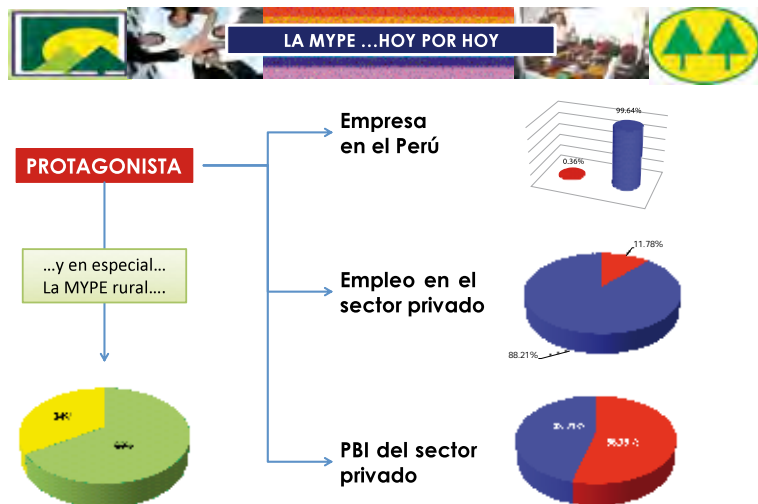 LA MYPE ...HOY POR HOY
PROTAGONISTA
...y en especial...
La MYPE rural....
Empresa
en el Perú
99.64%
0.36%
Empleo en el
sector privado
11.78%
88.21%
PBI del sector
privado